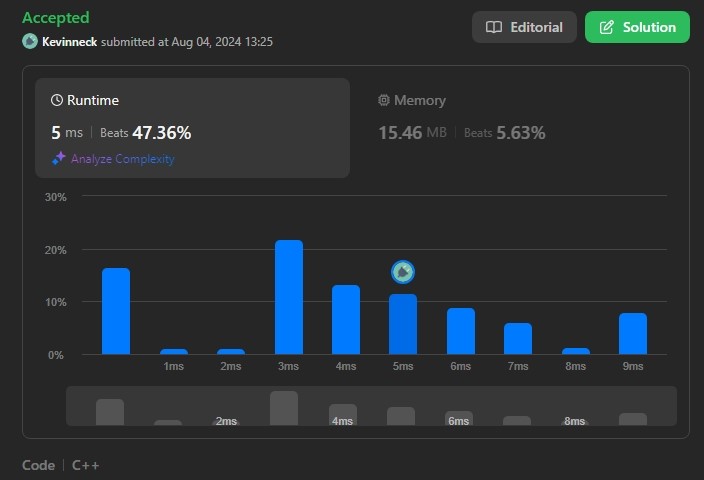 Accepted
Kevinneck submitted at Aug 04, 2024 13:25
Editorial
Solution
Runtime
5 ms | Beats 47.36%
Analyze Complexity
Memory
15.46 MB | Beats 5.63%
30%
20%
10%
0%
1ms 2ms 3ms 4ms 5ms 6ms 7ms 8ms 9ms
2ms 4ms 6ms 8ms
Code | C++